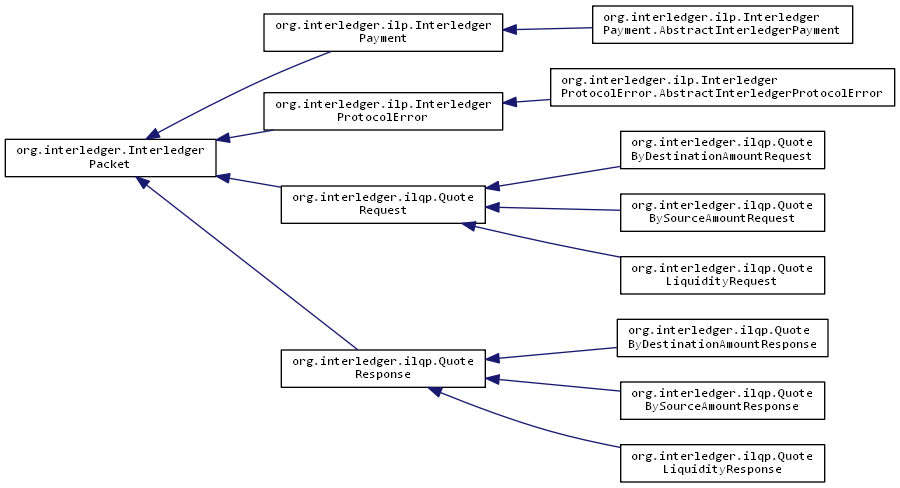 org.interledger.ilp.Interledger
Payment
org.interledger.ilp.Interledger
Payment.AbstractInterledgerPayment
org.interledger.ilp.Interledger
ProtocolError.AbstractInterledgerProtocolError
org.interledger.ilp.Interledger
ProtocolError
org.interledger.Interledger
Packet
org.interledger.ilqp.Quote
ByDestinationAmountRequest
org.interledger.ilqp.Quote
Request
org.interledger.ilqp.Quote
BySourceAmountRequest
org.interledger.ilqp.Quote
LiquidityRequest
org.interledger.ilqp.Quote
ByDestinationAmountResponse
org.interledger.ilqp.Quote
Response
org.interledger.ilqp.Quote
BySourceAmountResponse
org.interledger.ilqp.Quote
LiquidityResponse